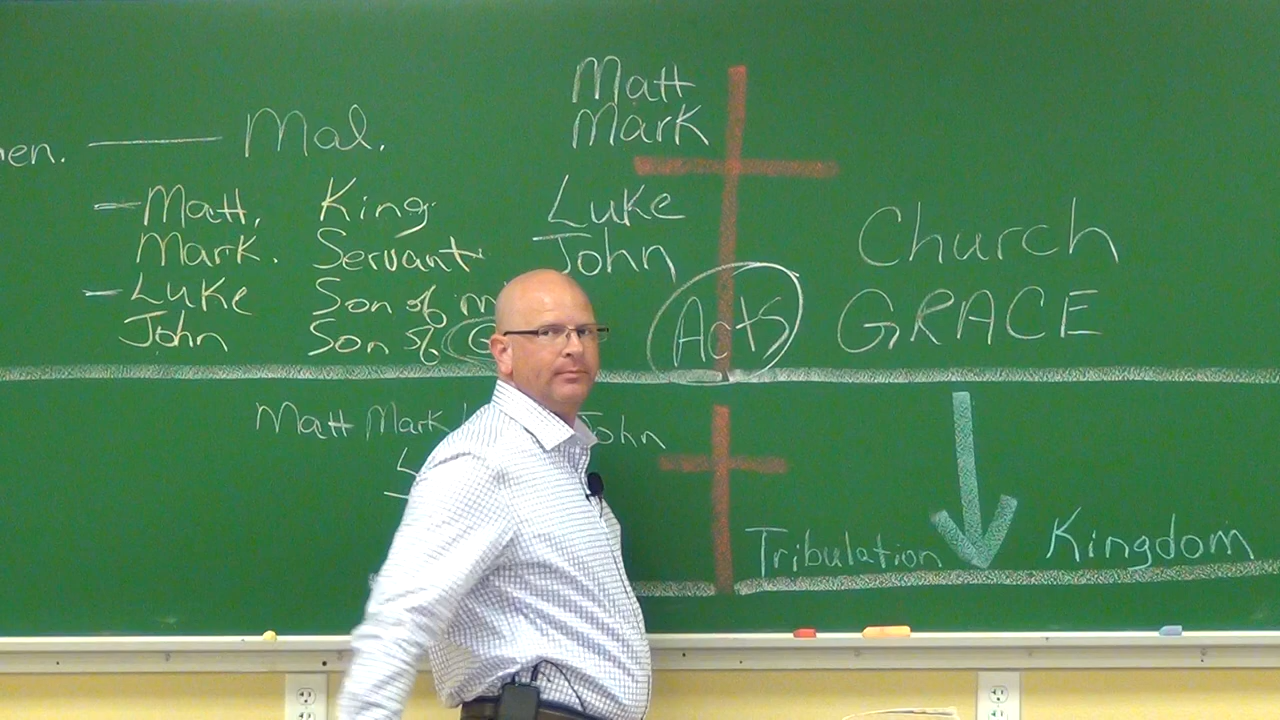 en. — Mal.
- Matt. King
Mark. Servant
- Luke Son of m
John Son of G
Matt
Mark
Luke
John
Acts
Church
GRACE
Matt Mark John
Tribulation
Kingdom